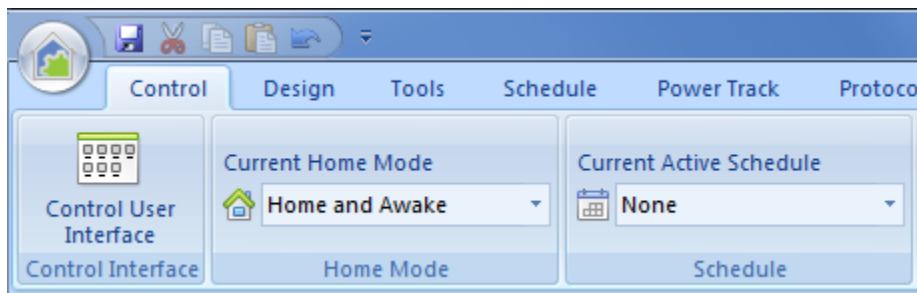 Control Design Tools Schedule Power Track Protoco
Current Home Mode Current Active Schedule
Home and Awake None
Control User
Interface
Control Interface Home Mode Schedule